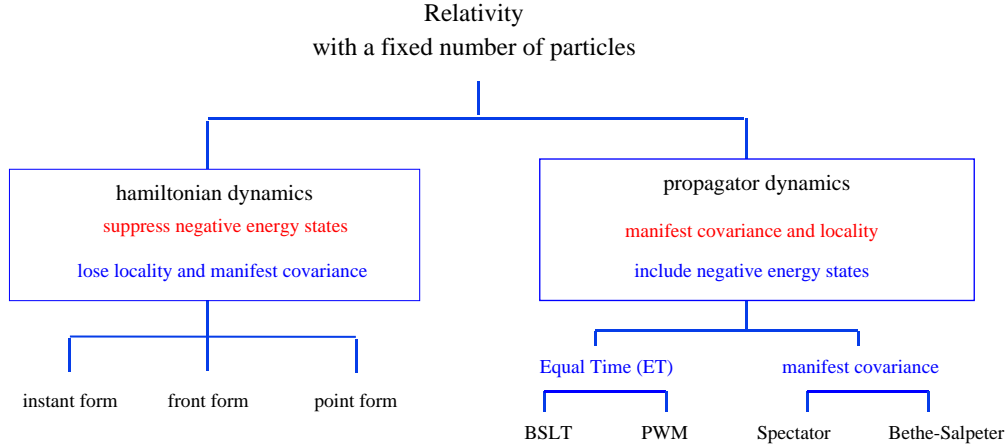 Relativity
with a fixed number of particles
hamiltonian dynamics
suppress negative energy states
lose locality and manifest covariance
propagator dynamics
manifest covariance and locality
include negative energy states
instant form
front form
point form
Equal Time (ET)
manifest covariance
BSLT
PWM
Spectator
Bethe-Salpeter